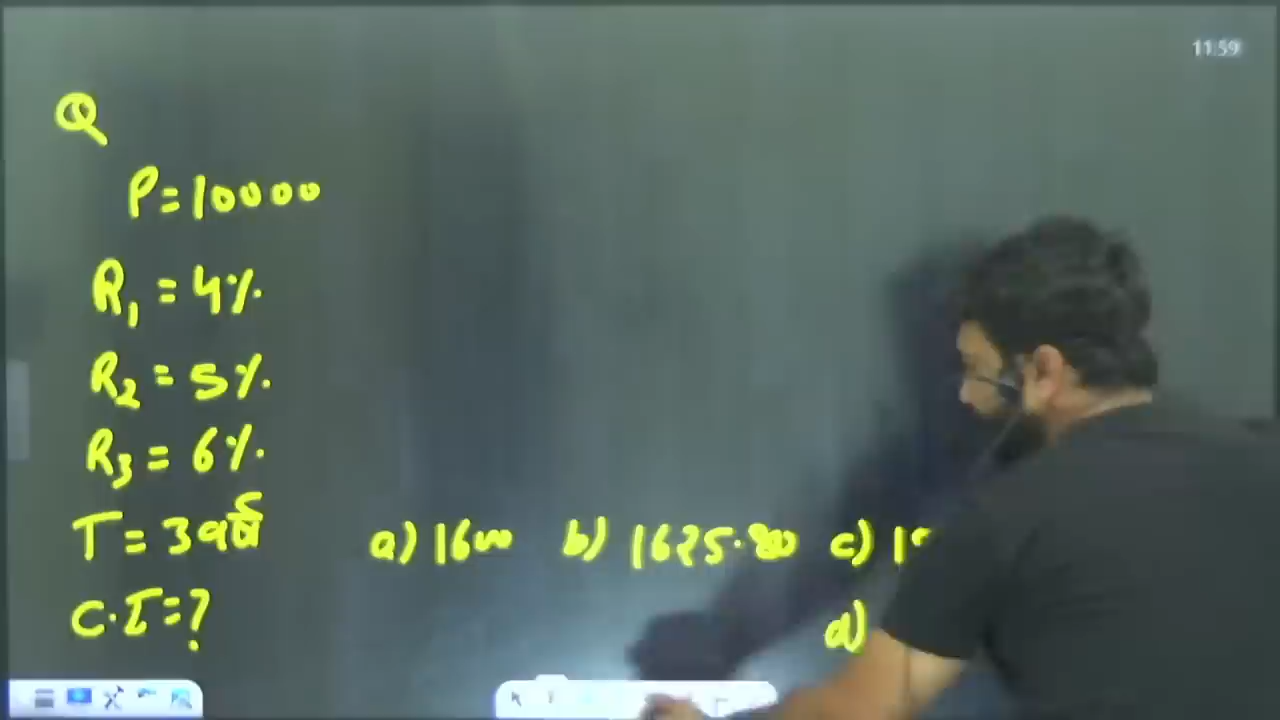 11:59
Q
P = 10000
R₁ = 4%.
R₂ = 5%.
R₃ = 6%.
T = 3 वर्ष
a) 1600 b) 1625.80 c)
d)
C.I = ?